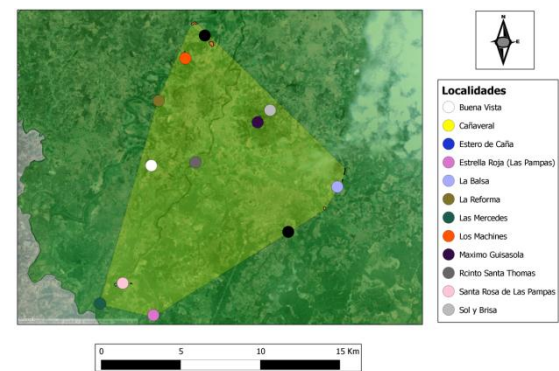 N
E
Localidades
Buena Vista
Cañaveral
Estero de Caña
Estrella Roja (Las Pampas)
La Balsa
La Reforma
Las Mercedes
Los Machines
Maximo Guisasola
Rcinto Santa Thomas
Santa Rosa de Las Pampas
Sol y Brisa
0 5 10 15 Km